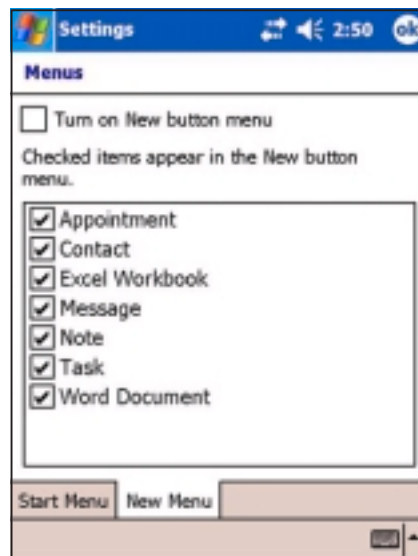 Settings 2:50 ok
Menus
Turn on New button menu
Checked items appear in the New button
menu.
Appointment
Contact
Excel Workbook
Message
Note
Task
Word Document
Start Menu New Menu